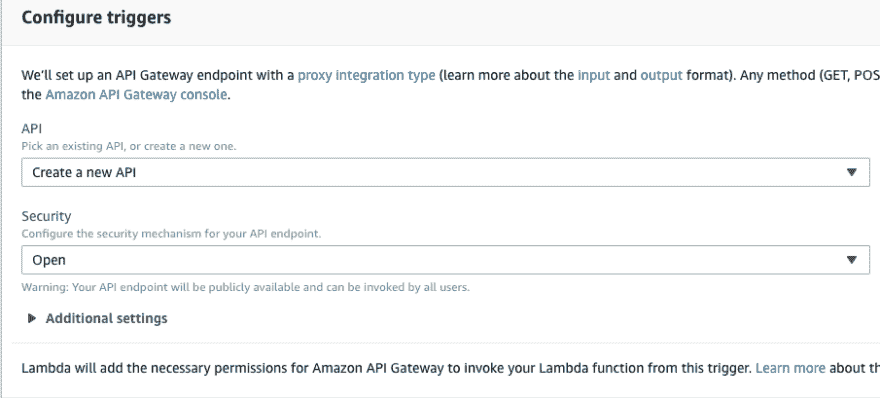 Configure triggers
We'll set up an API Gateway endpoint with a proxy integration type (learn more about the input and output format). Any method (GET, POS
the Amazon API Gateway console.
API
Pick an existing API, or create a new one.
Create a new API
Security
Configure the security mechanism for your API endpoint.
Open
Warning: Your API endpoint will be publicly available and can be invoked by all users.
Additional settings
Lambda will add the necessary permissions for Amazon API Gateway to invoke your Lambda function from this trigger. Learn more about th